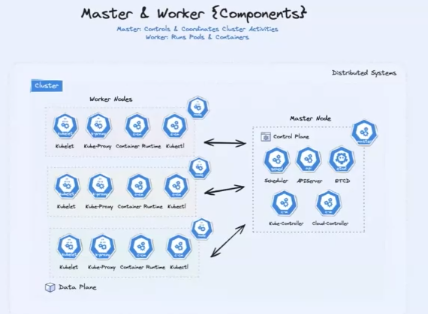 Master & Worker {Components}
Master: Controls & Coordinates Cluster Activities
Worker: Runs Pods & Containers
Distributed Systems
Cluster
Worker Nodes
Kubelet Kube-Proxy Container Runtime Kubectl
Kubelet Kube-Proxy Container Runtime Kubectl
Kubelet Kube-Proxy Container Runtime Kubectl
Data Plane
Master Node
Control Plane
Scheduler APIServer ETCD
Kube-Controller Cloud-Controller